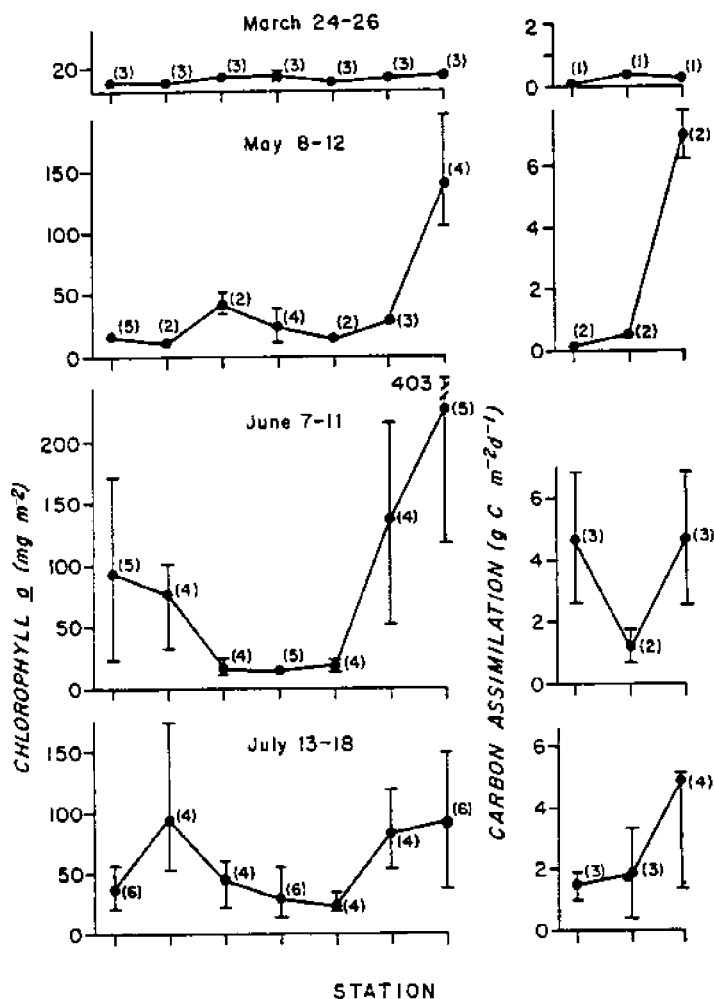 March 24-26
20
(3) (3) (3) (3) (3) (3) (3)
2
0
(1) (1) (1)
May 8-12
150
100
50
0
(5) (2) (2) (4) (2) (3) (4)
6
4
2
0
(2) (2) (2)
June 7-11
403
200
150
100
50
0
(5) (4) (4) (5) (4) (4) (5)
6
4
2
0
(3) (2) (3)
July 13-18
150
100
50
0
(6) (4) (4) (6) (4) (4) (6)
6
4
2
0
(3) (3) (4)
CHLOROPHYLL a (mg m-2)
CARBON ASSIMILATION (g C m-2d-1)
STATION